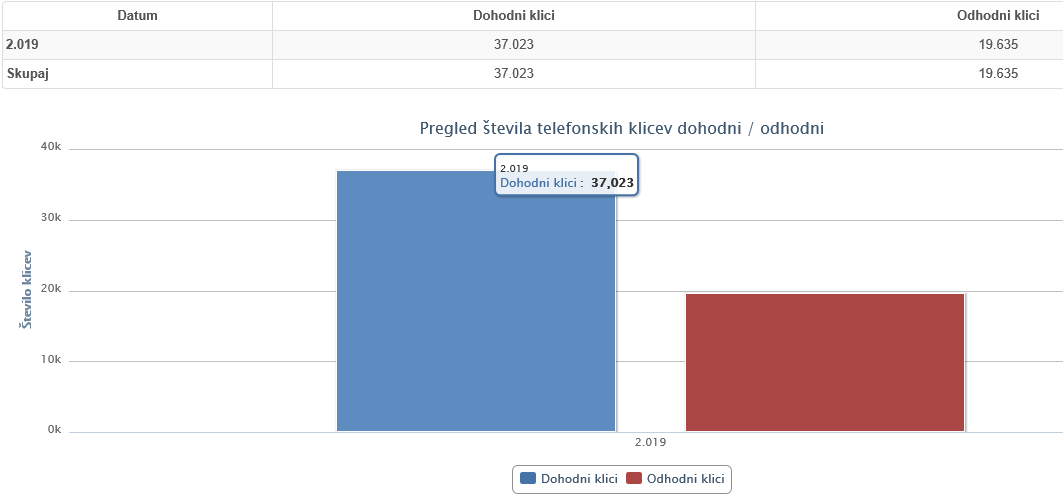 Datum Dohodni klici Odhodni klici
2.019 37.023 19.635
Skupaj 37.023 19.635
Pregled števila telefonskih klicev dohodni / odhodni
40k
2.019
Dohodni klici : 37,023
30k
Število klicev
20k
10k
0k
2.019
Dohodni klici Odhodni klici